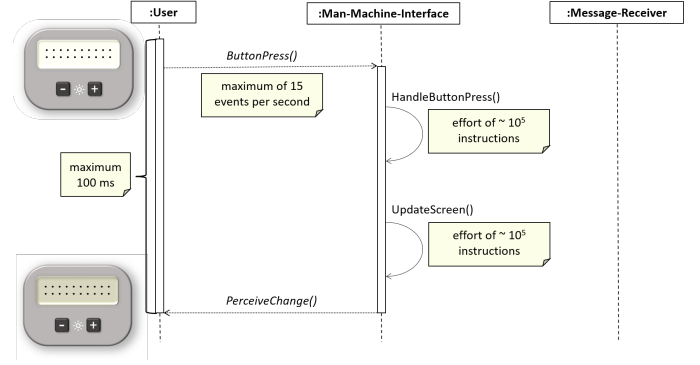 :User
:Man-Machine-Interface
:Message-Receiver
ButtonPress()
maximum of 15
events per second
HandleButtonPress()
effort of ~ 10⁵
instructions
maximum
100 ms
UpdateScreen()
effort of ~ 10⁵
instructions
PerceiveChange()
- +
- +